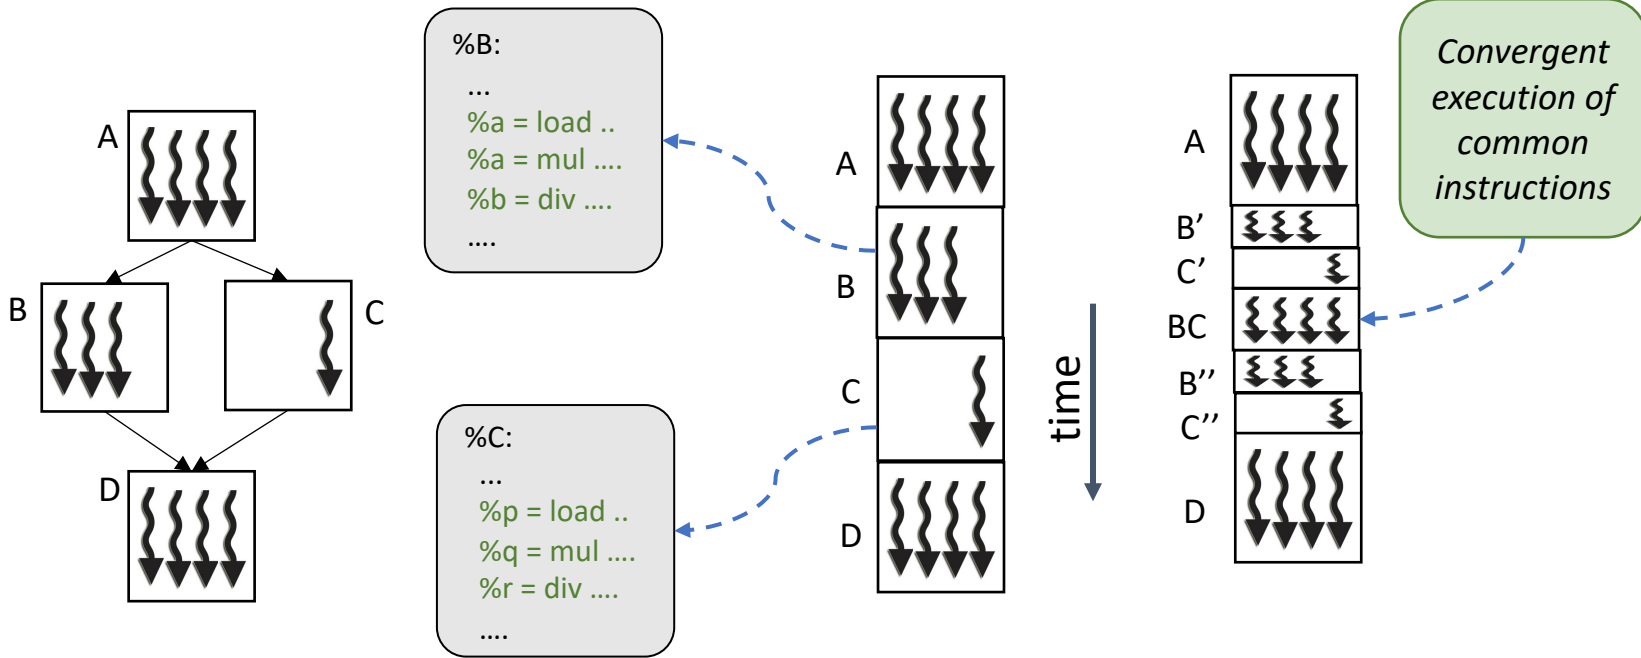 A
B
C
D
%B:
...
%a = load ..
%a = mul ....
%b = div ....
....
%C:
...
%p = load ..
%q = mul ....
%r = div ....
....
A
B
C
D
time
A
B’
C’
BC
B’’
C’’
D
Convergent
execution of
common
instructions